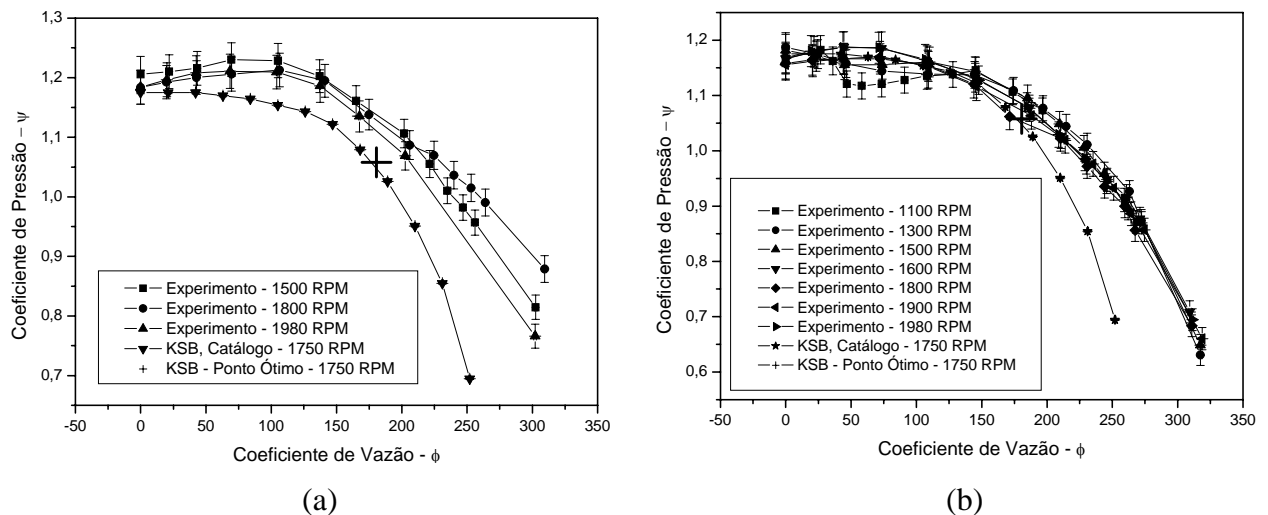 1,3
1,2
1,1
1,0
0,9
0,8
0,7
Coeficiente de Pressão – ψ
Experimento - 1500 RPM
Experimento - 1800 RPM
Experimento - 1980 RPM
KSB, Catálogo - 1750 RPM
KSB - Ponto Ótimo - 1750 RPM
-50 0 50 100 150 200 250 300 350
Coeficiente de Vazão - ϕ
(a)
1,2
1,1
1,0
0,9
0,8
0,7
0,6
Coeficiente de Pressão – ψ
Experimento - 1100 RPM
Experimento - 1300 RPM
Experimento - 1500 RPM
Experimento - 1600 RPM
Experimento - 1800 RPM
Experimento - 1900 RPM
Experimento - 1980 RPM
KSB, Catálogo - 1750 RPM
KSB - Ponto Ótimo - 1750 RPM
-50 0 50 100 150 200 250 300 350
Coeficiente de Vazão - ϕ
(b)